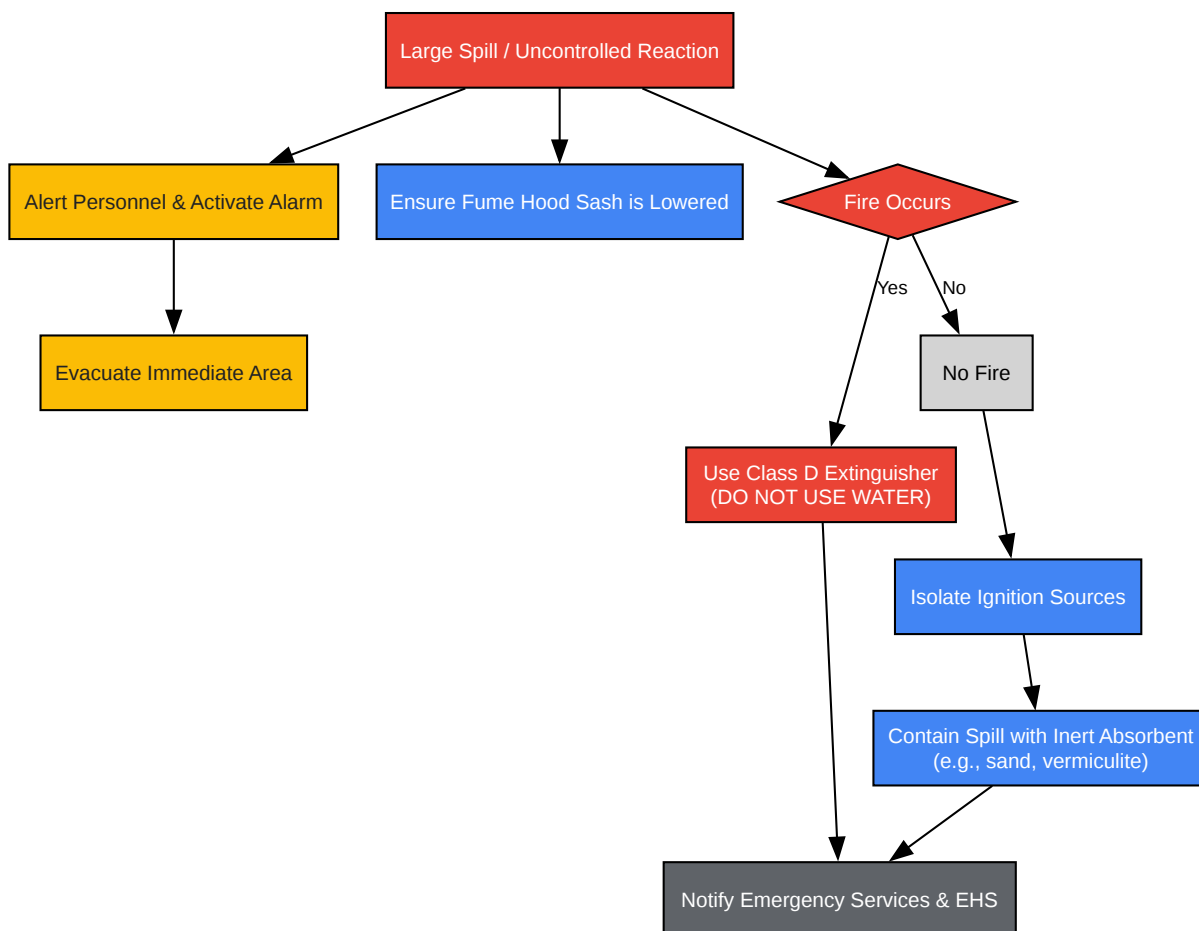 Large Spill / Uncontrolled Reaction
Alert Personnel & Activate Alarm
Ensure Fume Hood Sash is Lowered
Fire Occurs
Yes
No
Evacuate Immediate Area
No Fire
Use Class D Extinguisher
(DO NOT USE WATER)
Isolate Ignition Sources
Contain Spill with Inert Absorbent
(e.g., sand, vermiculite)
Notify Emergency Services & EHS